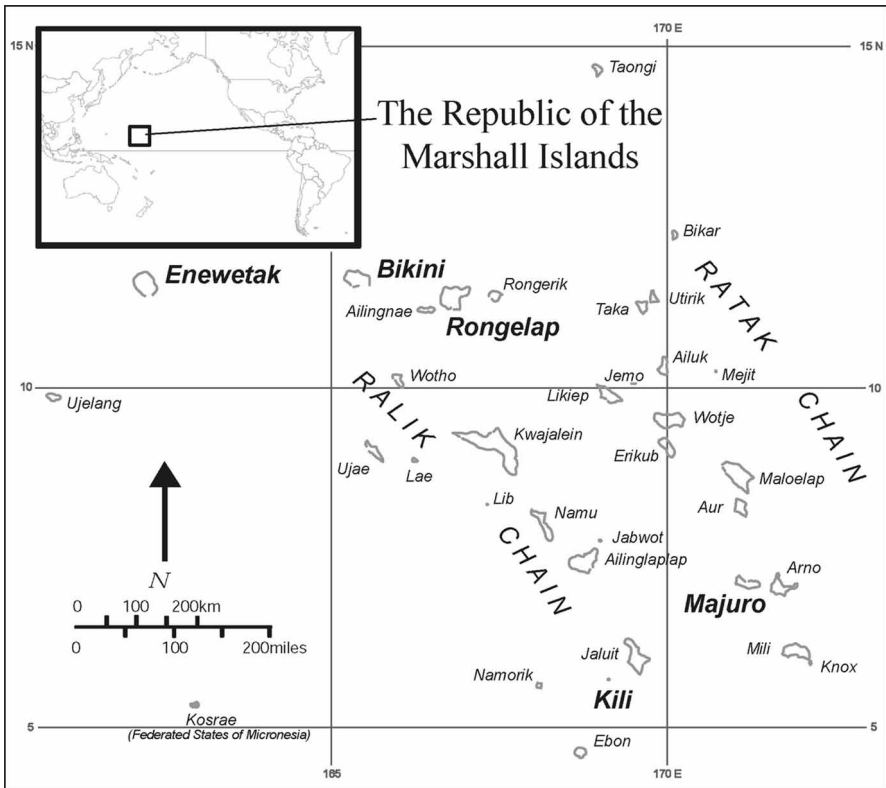 170 E
15 N
15 N
Taongi
The Republic of the
Marshall Islands
Bikar
RATAK
CHAIN
Enewetak
Bikini
Rongerik
Ailingnae
Rongelap
Taka
Utirik
Ailuk
Mejit
Jemo
Likiep
Wotho
10
10
Ujelang
RALIK
CHAIN
Wotje
Kwajalein
Erikub
Ujae
Lae
Maloelap
Lib
Aur
Namu
Jabwot
Ailinglaplap
Arno
Majuro
N
0 100 200km
0 100 200miles
Jaluit
Mili
Knox
Namorik
Kili
Kosrae
(Federated States of Micronesia)
5
5
Ebon
165
170 E